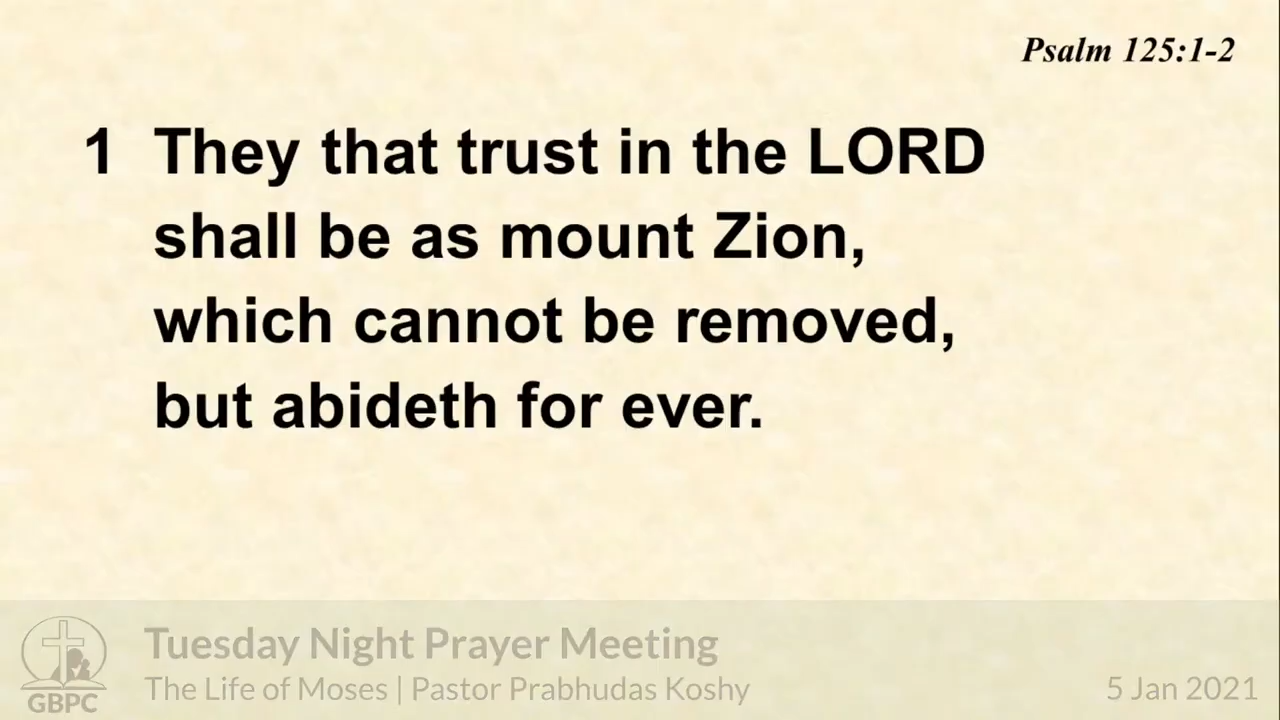 Psalm 125:1-2
1 They that trust in the LORD
shall be as mount Zion,
which cannot be removed,
but abideth for ever.
Tuesday Night Prayer Meeting
The Life of Moses | Pastor Prabhudas Koshy
5 Jan 2021
GBPC